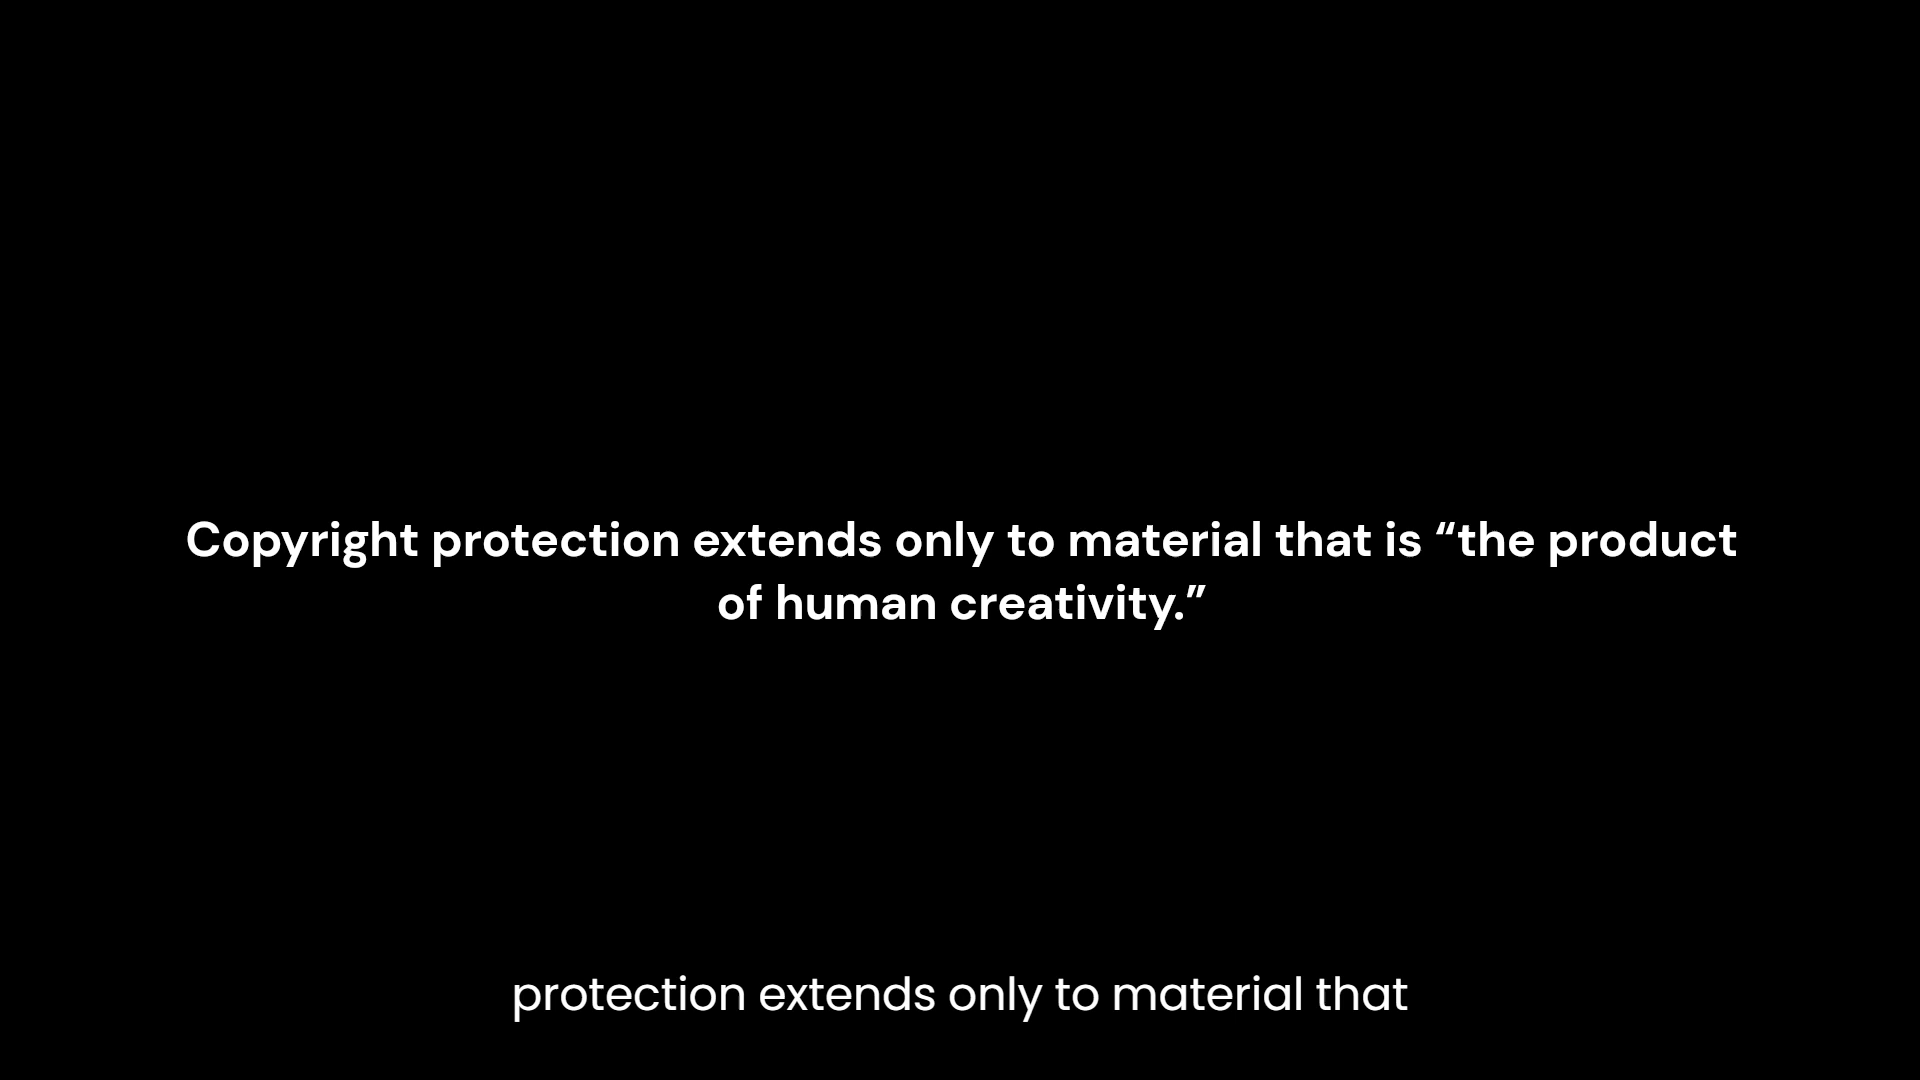 Copyright protection extends only to material that is “the product
of human creativity.”
protection extends only to material that